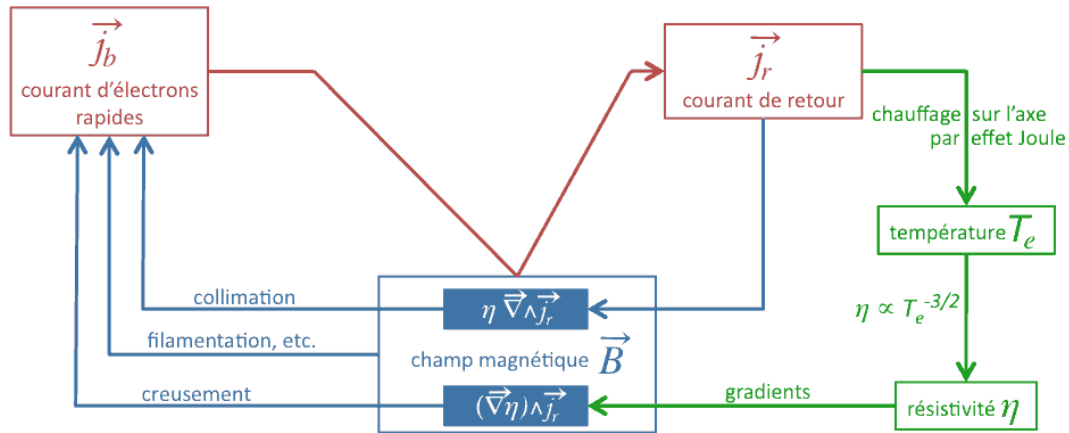 j_b
courant d'électrons
rapides
j_r
courant de retour
chauffage sur l'axe
par effet Joule
température T_e
η ∝ T_e^-3/2
résistivité η
gradients
collimation
η ∇∧j_r
filamentation, etc.
champ magnétique B
creusement
(∇η)∧j_r